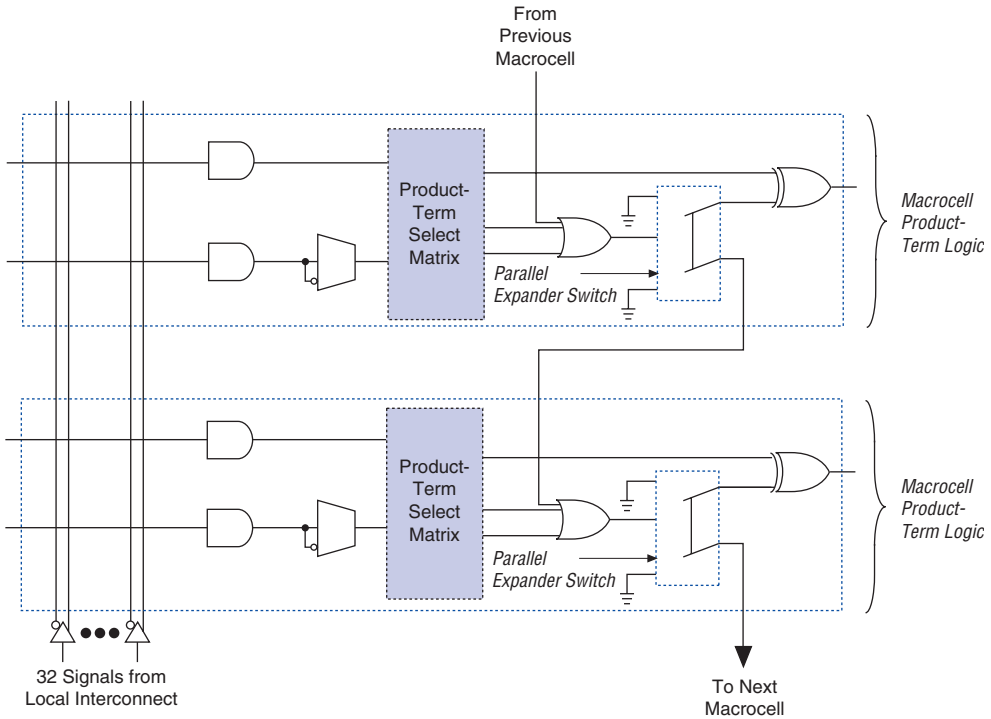 From
Previous
Macrocell
Product-
Term
Select
Matrix
Macrocell
Product-
Term Logic
Parallel
Expander Switch
Product-
Term
Select
Matrix
Macrocell
Product-
Term Logic
Parallel
Expander Switch
32 Signals from
Local Interconnect
To Next
Macrocell